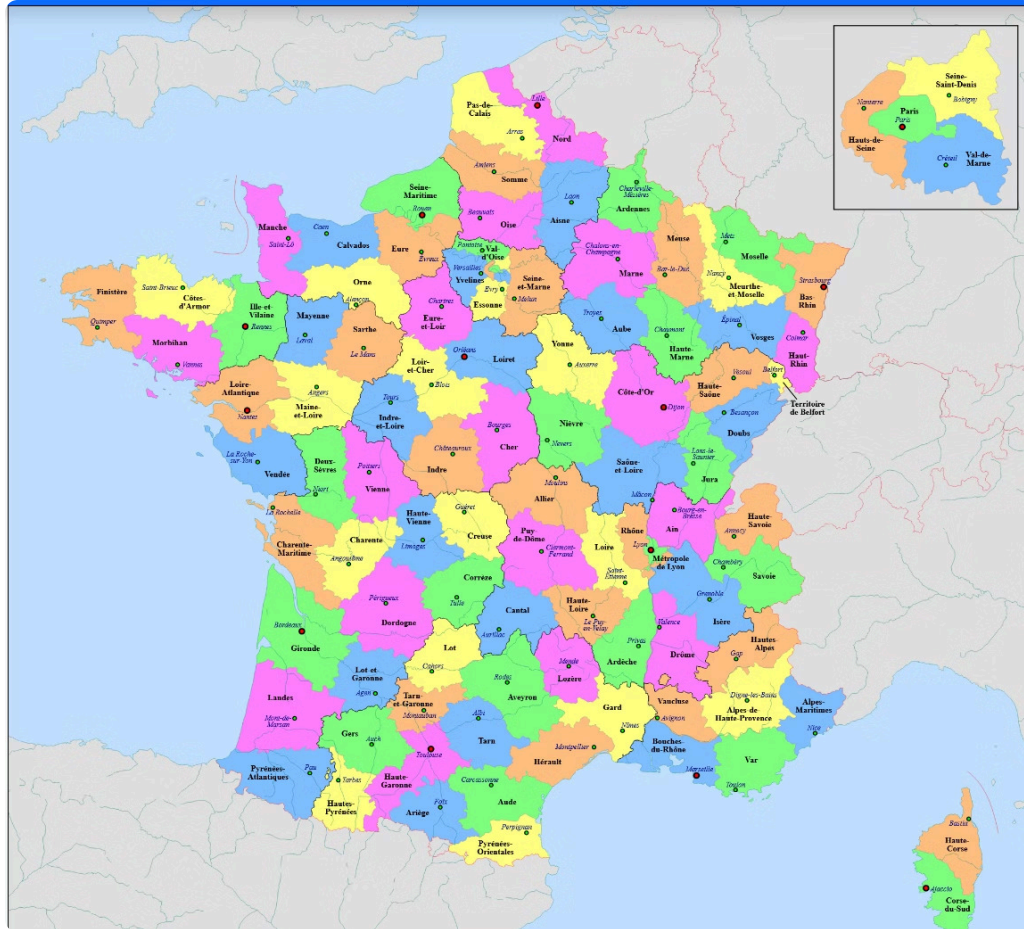 Pas-de-
Calais
Lille
Arras
Nord
Amiens
Somme
Seine-
Maritime
Rouen
Beauvais
Oise
Laon
Aisne
Charleville-
Mézières
Ardennes
Seine-
Saint-Denis
Bobigny
Nanterre
Paris
Paris
Hauts-de-
Seine
Créteil
Val-de-
Marne
Manche
Saint-Lô
Caen
Calvados
Eure
Evreux
Pontoise
Val-
d'Oise
Versailles
Yvelines
Evry
Essonne
Seine-
et-Marne
Melun
Chalons-en-
Champagne
Marne
Meuse
Bar-le-Duc
Metz
Moselle
Nancy
Meurthe-
et-Moselle
Strasbourg
Bas-
Rhin
Finistère
Quimper
Saint-Brieuc
Côtes-
d'Armor
Morbihan
Vannes
Ille-et
Vilaine
Rennes
Orne
Alençon
Mayenne
Laval
Sarthe
Le Mans
Chartres
Eure-
et-Loir
Orléans
Loiret
Troyes
Aube
Chaumont
Haute-
Marne
Épinal
Vosges
Colmar
Haut-
Rhin
Loire-
Atlantique
Nantes
Angers
Maine-
et-Loire
Loir-
et-Cher
Blois
Tours
Indre-
et-Loire
Yonne
Auxerre
Côte-d'Or
Dijon
Haute-
Saône
Vesoul
Belfort
Territoire
de Belfort
Besançon
Doubs
La Roche-
sur-Yon
Vendée
Deux-
Sèvres
Niort
Poitiers
Vienne
Châteauroux
Indre
Bourges
Cher
Nièvre
Nevers
Saône-
et-Loire
Mâcon
Lons-le-
Saunier
Jura
La Rochelle
Charente-
Maritime
Charente
Angoulême
Haute-
Vienne
Limoges
Guéret
Creuse
Moulins
Allier
Puy-
de-Dôme
Clermont-
Ferrand
Loire
Saint-
Étienne
Rhône
Lyon
Métropole
de Lyon
Bourg-en-
Bresse
Ain
Haute-
Savoie
Annecy
Chambéry
Savoie
Périgueux
Dordogne
Corrèze
Tulle
Cantal
Aurillac
Haute-
Loire
Le Puy
en-Velay
Grenoble
Isère
Bordeaux
Gironde
Lot et
Garonne
Agen
Lot
Cahors
Rodez
Aveyron
Mende
Lozère
Privas
Ardèche
Valence
Drôme
Hautes-
Alpes
Gap
Landes
Mont-de-
Marsan
Gers
Auch
Tarn-
et-Garonne
Montauban
Albi
Tarn
Gard
Nîmes
Vaucluse
Avignon
Digne-les-Bains
Alpes-de-
Haute-Provence
Alpes-
Maritimes
Nice
Pyrénées-
Atlantiques
Pau
Tarbes
Hautes-
Pyrénées
Toulouse
Haute-
Garonne
Foix
Ariège
Carcassonne
Aude
Montpellier
Hérault
Bouches-
du-Rhône
Marseille
Var
Toulon
Perpignan
Pyrénées-
Orientales
Bastia
Haute-
Corse
Ajaccio
Corse-
du-Sud